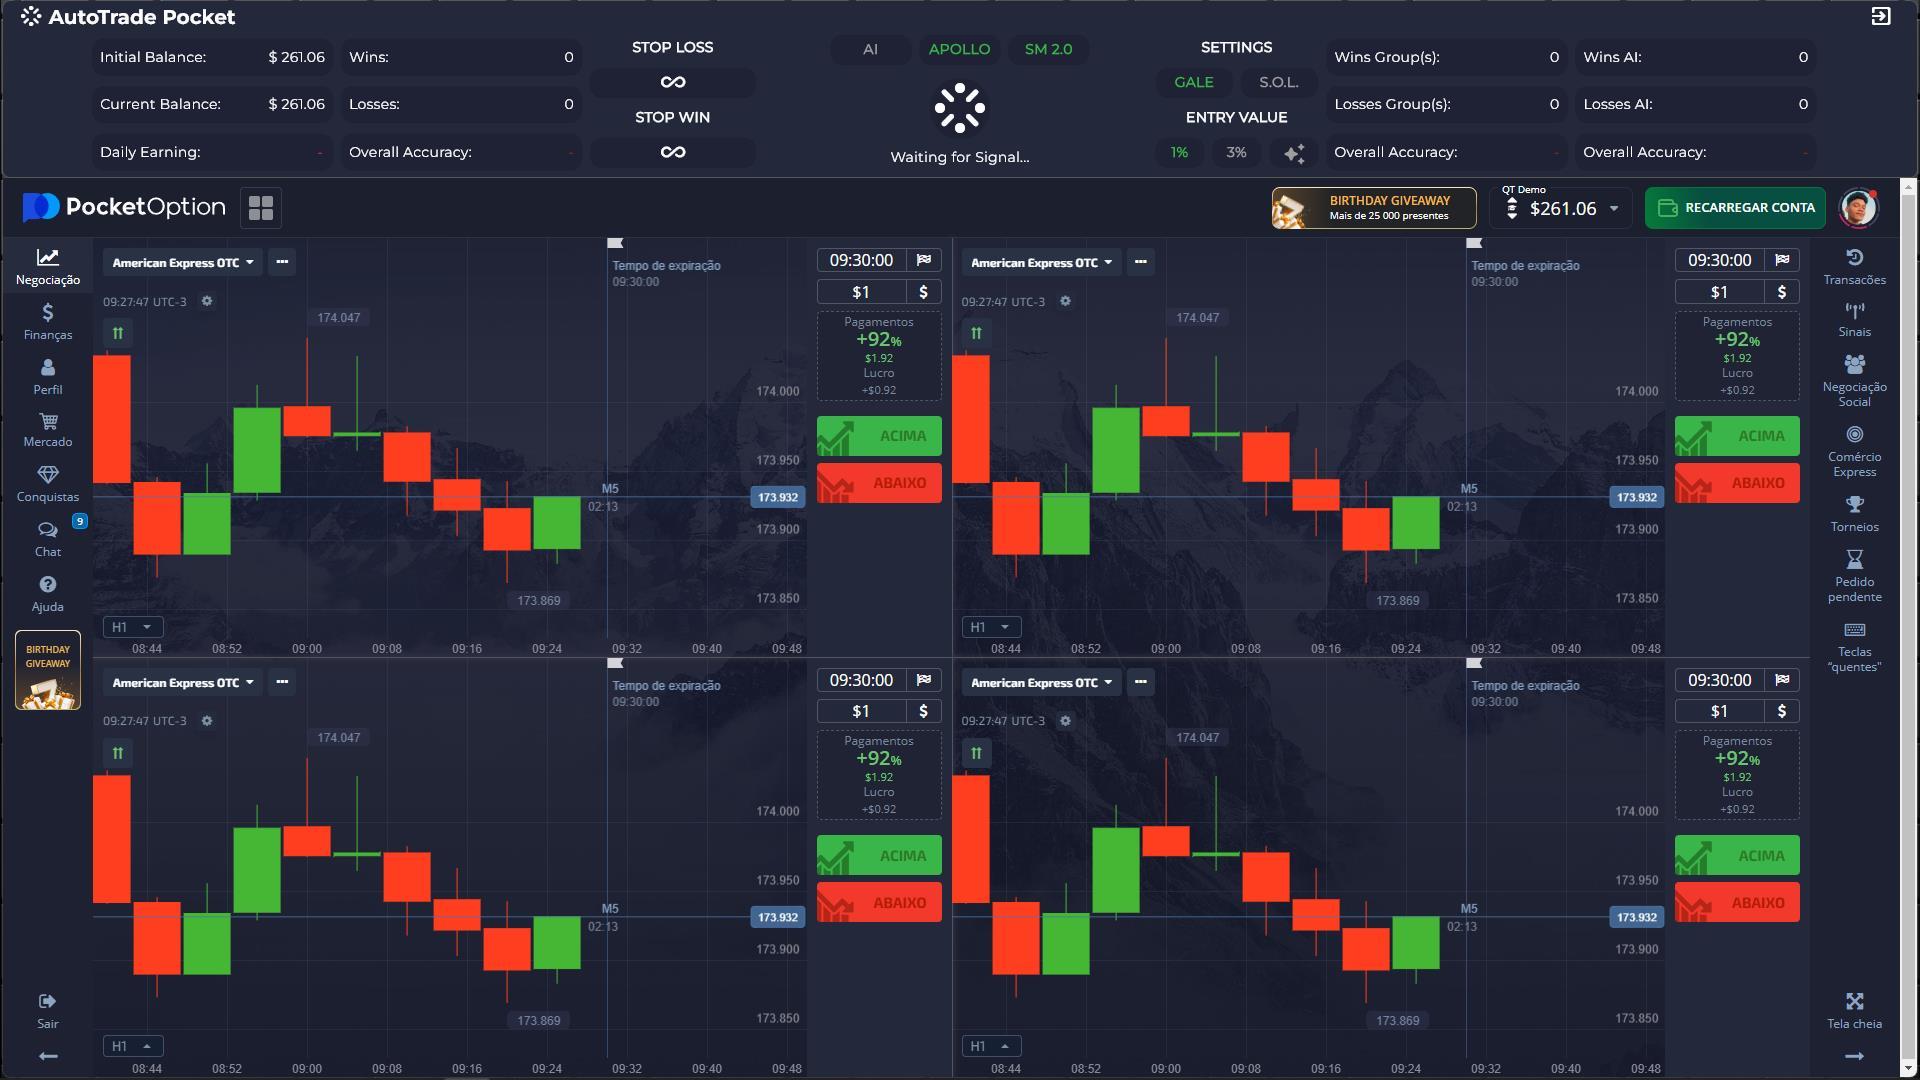 AutoTrade Pocket
Initial Balance: $ 261.06
Wins: 0
STOP LOSS
AI APOLLO SM 2.0
SETTINGS
Wins Group(s): 0
Wins AI: 0
GALE S.O.L.
Current Balance: $ 261.06
Losses: 0
STOP WIN
ENTRY VALUE
Losses Group(s): 0
Losses AI: 0
Daily Earning: -
Overall Accuracy: -
Waiting for Signal...
1% 3%
Overall Accuracy: -
Overall Accuracy: -
PocketOption
BIRTHDAY GIVEAWAY
Mais de 25 000 presentes
QT Demo
$261.06
RECARREGAR CONTA
Negociação
Finanças
Perfil
Mercado
Conquistas
9
Chat
Ajuda
BIRTHDAY
GIVEAWAY
Sair
American Express OTC
Tempo de expiração
09:30:00
09:27:47 UTC-3
174.047
174.000
173.950
M5
173.932
02:13
173.900
173.869
173.850
H1
08:44 08:52 09:00 09:08 09:16 09:24 09:32 09:40 09:48
09:30:00
$1 $
Pagamentos
+92%
$1.92
Lucro
+$0.92
ACIMA
ABAIXO
American Express OTC
Tempo de expiração
09:30:00
09:27:47 UTC-3
174.047
174.000
173.950
M5
173.932
02:13
173.900
173.869
173.850
H1
08:44 08:52 09:00 09:08 09:16 09:24 09:32 09:40 09:48
09:30:00
$1 $
Pagamentos
+92%
$1.92
Lucro
+$0.92
ACIMA
ABAIXO
American Express OTC
Tempo de expiração
09:30:00
09:27:47 UTC-3
174.047
174.000
173.950
M5
173.932
02:13
173.900
173.869
173.850
H1
08:44 08:52 09:00 09:08 09:16 09:24 09:32 09:40 09:48
09:30:00
$1 $
Pagamentos
+92%
$1.92
Lucro
+$0.92
ACIMA
ABAIXO
American Express OTC
Tempo de expiração
09:30:00
09:27:47 UTC-3
174.047
174.000
173.950
M5
173.932
02:13
173.900
173.869
173.850
H1
08:44 08:52 09:00 09:08 09:16 09:24 09:32 09:40 09:48
09:30:00
$1 $
Pagamentos
+92%
$1.92
Lucro
+$0.92
ACIMA
ABAIXO
Transacões
Sinais
Negociação
Social
Comércio
Express
Torneios
Pedido
pendente
Teclas
“quentes”
Tela cheia